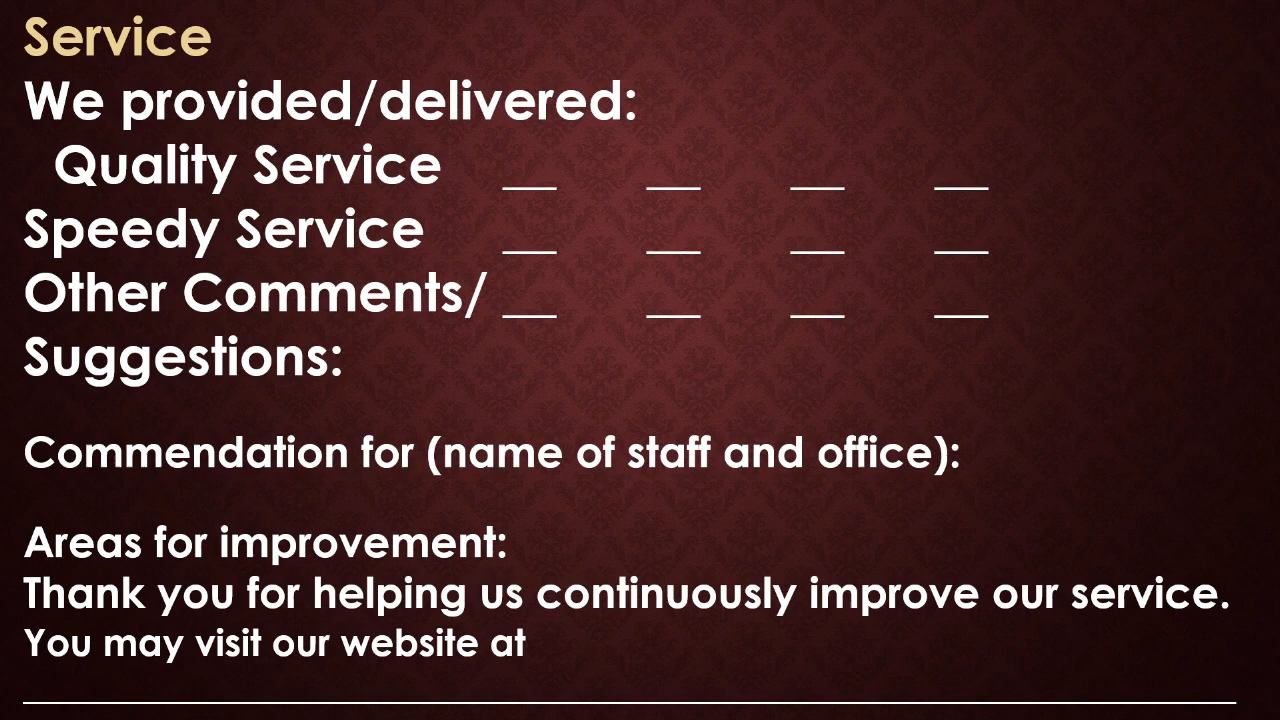 Service
We provided/delivered:
Quality Service __ __ __ __
Speedy Service __ __ __ __
Other Comments/ __ __ __ __
Suggestions:
Commendation for (name of staff and office):
Areas for improvement:
Thank you for helping us continuously improve our service.
You may visit our website at